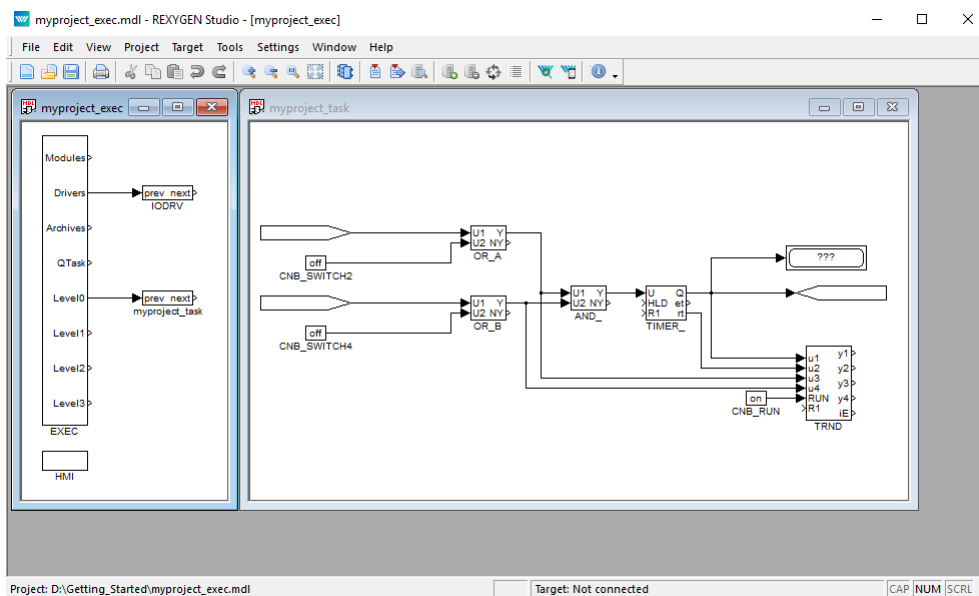 myproject_exec.mdl - REXYGEN Studio - [myproject_exec]
File Edit View Project Target Tools Settings Window Help
myproject_exec
Modules
Drivers
prev next
IODRV
Archives
QTask
Level0
prev next
myproject_task
Level1
Level2
Level3
EXEC
HMI
myproject_task
off
CNB_SWITCH2
U1 Y
U2 NY
OR_A
off
CNB_SWITCH4
U1 Y
U2 NY
OR_B
U1 Y
U2 NY
AND_
U Q
HLD et
R1 rt
TIMER_
???
on
CNB_RUN
u1 y1
u2 y2
u3 y3
u4
RUN y4
R1 iE
TRND
Project: D:\Getting_Started\myproject_exec.mdl
Target: Not connected
CAP NUM SCRL